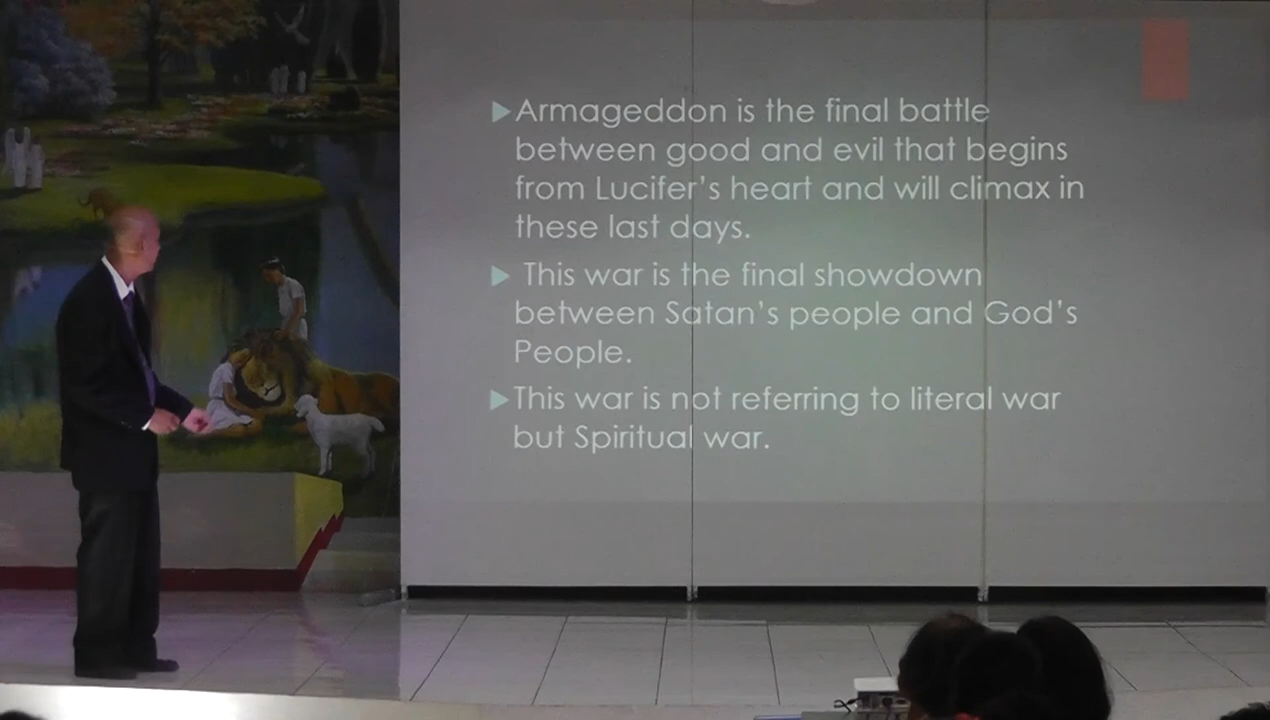 ▶Armageddon is the final battle
between good and evil that begins
from Lucifer's heart and will climax in
these last days.
▶ This war is the final showdown
between Satan's people and God's
People.
▶This war is not referring to literal war
but Spiritual war.